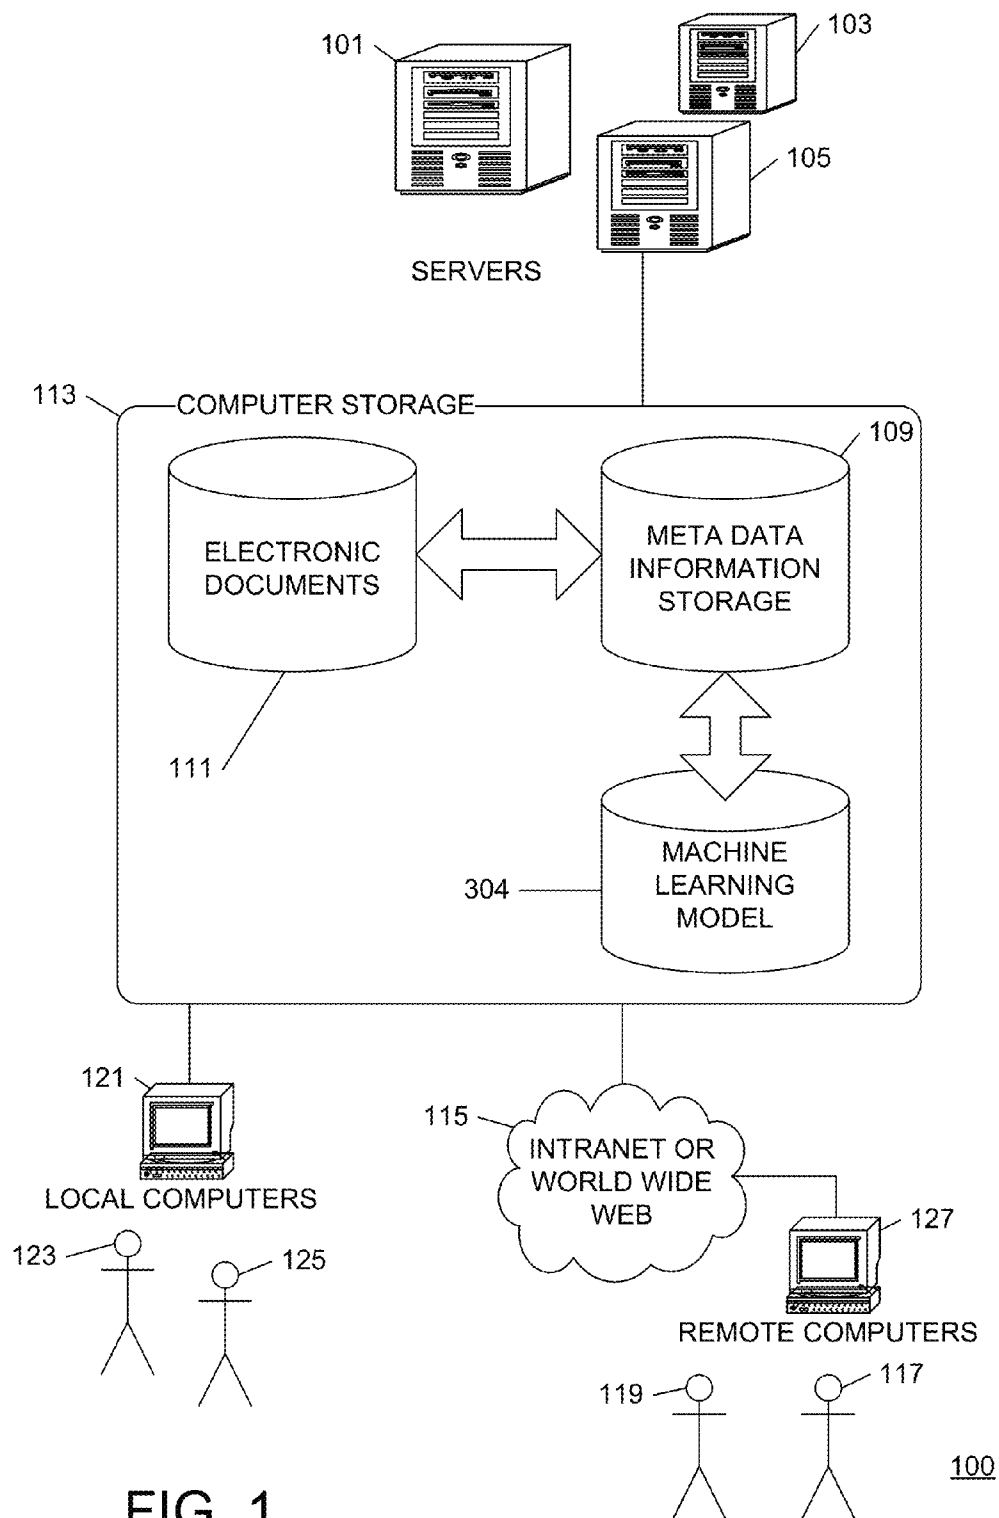 101
103
105
SERVERS
113
COMPUTER STORAGE
109
ELECTRONIC
DOCUMENTS
META DATA
INFORMATION
STORAGE
111
MACHINE
LEARNING
MODEL
304
121
115
INTRANET OR
WORLD WIDE
WEB
LOCAL COMPUTERS
127
123
125
REMOTE COMPUTERS
119
117
100
FIG. 1